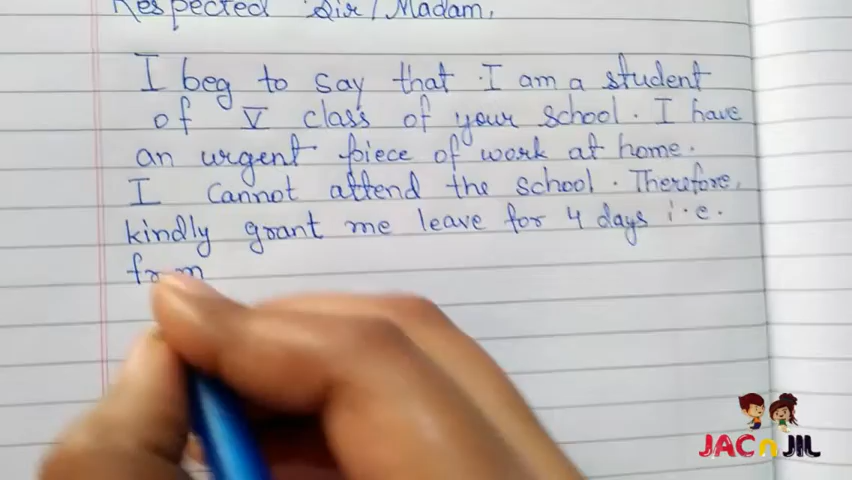 Respected Sir/Madam,
I beg to say that I am a student
of V class of your school. I have
an urgent piece of work at home.
I cannot attend the school. Therefore,
kindly grant me leave for 4 days i.e.
from
JACnJIL